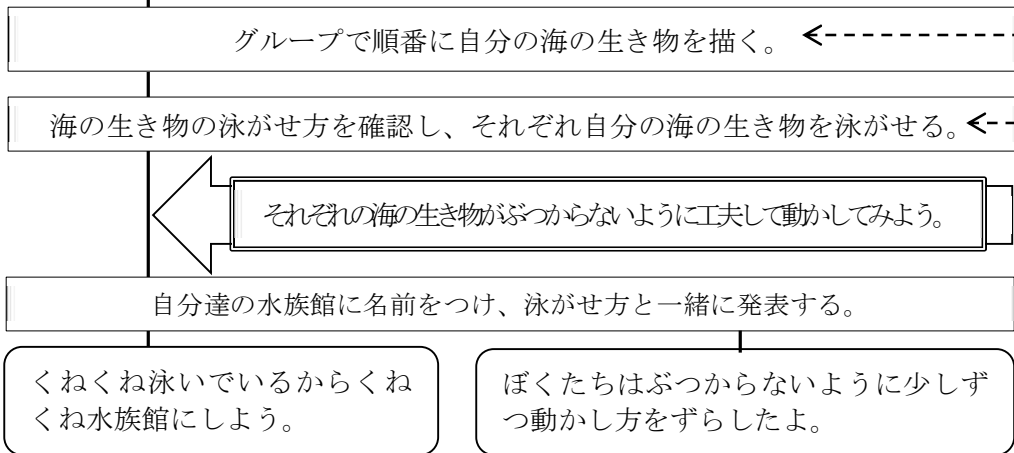 グループで順番に自分の海の生き物を描く。
海の生き物の泳がせ方を確認し、それぞれ自分の海の生き物を泳がせる。
それぞれの海の生き物がぶつからないように工夫して動かしてみよう。
自分達の水族館に名前をつけ、泳がせ方と一緒に発表する。
くねくね泳いでいるからくね
くね水族館にしよう。
ぼくたちはぶつからないように少しず
つ動かし方をずらしたよ。